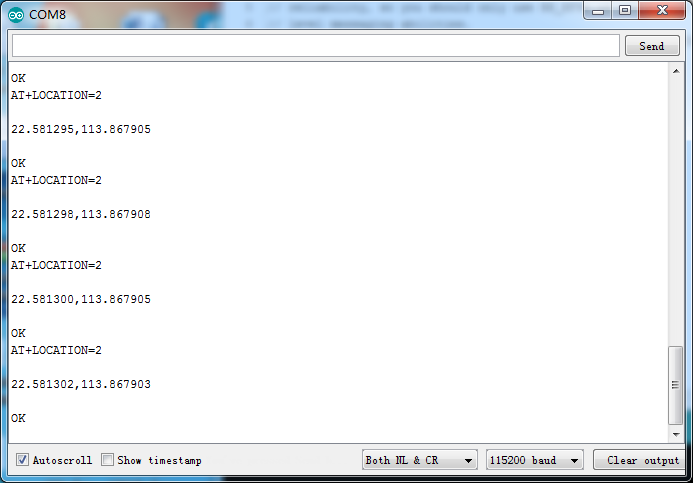 COM8
Send
OK
AT+LOCATION=2
22.581295,113.867905
OK
AT+LOCATION=2
22.581298,113.867908
OK
AT+LOCATION=2
22.581300,113.867905
OK
AT+LOCATION=2
22.581302,113.867903
OK
Autoscroll
Show timestamp
Both NL & CR
115200 baud
Clear output